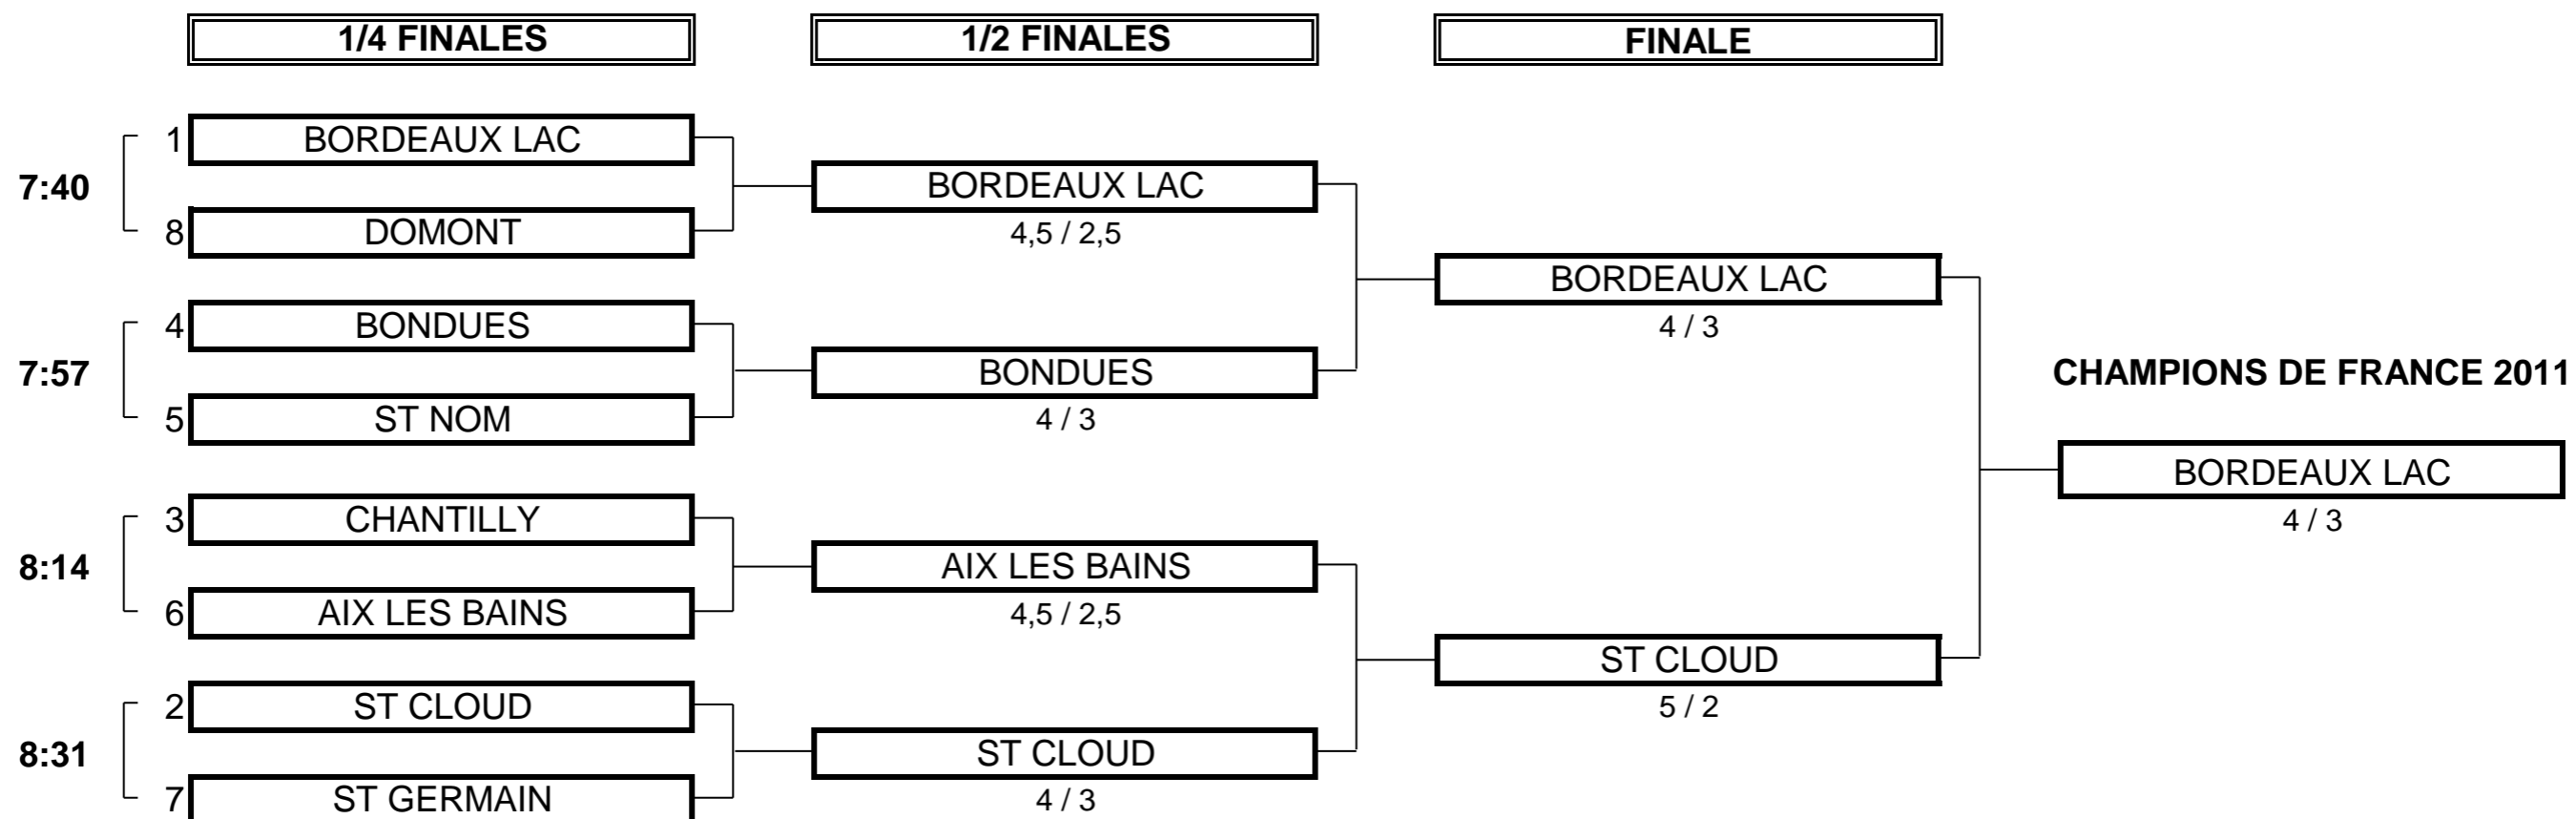 1/4 FINALES
1/2 FINALES
FINALE
1 BORDEAUX LAC
7:40
8 DOMONT
BORDEAUX LAC
4,5 / 2,5
4 BONDUES
7:57
5 ST NOM
BONDUES
4 / 3
BORDEAUX LAC
4 / 3
3 CHANTILLY
8:14
6 AIX LES BAINS
AIX LES BAINS
4,5 / 2,5
2 ST CLOUD
8:31
7 ST GERMAIN
ST CLOUD
4 / 3
ST CLOUD
5 / 2
CHAMPIONS DE FRANCE 2011
BORDEAUX LAC
4 / 3